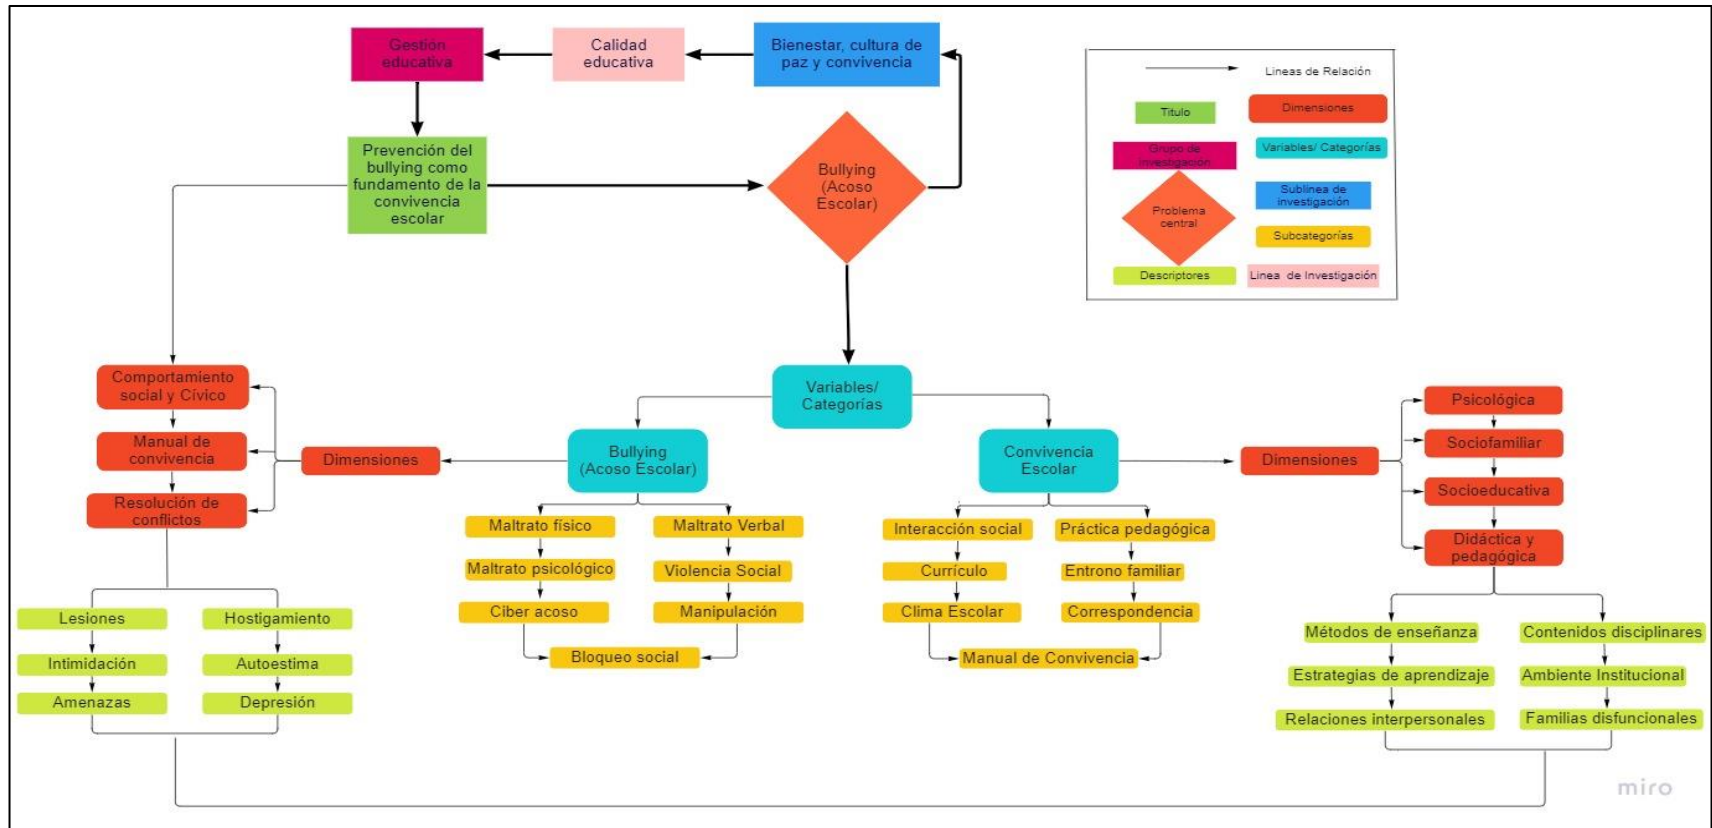 Gestión
educativa
Calidad
educativa
Bienestar, cultura de
paz y convivencia
Lineas de Relación
Titulo
Dimensiones
Grupo de
investigación
Variables/ Categorías
Problema
central
Sublinea de
investigación
Subcategorías
Descriptores
Linea de Investigación
Prevención del
bullying como
fundamento de la
convivencia
escolar
Bullying
(Acoso
Escolar)
Variables/
Categorías
Comportamiento
social y Cívico
Manual de
convivencia
Resolución de
conflictos
Dimensiones
Bullying
(Acoso Escolar)
Convivencia
Escolar
Dimensiones
Psicológica
Sociofamiliar
Socioeducativa
Didáctica y
pedagógica
Maltrato físico
Maltrato Verbal
Maltrato psicológico
Violencia Social
Ciber acoso
Manipulación
Bloqueo social
Interacción social
Práctica pedagógica
Currículo
Entrono familiar
Clima Escolar
Correspondencia
Manual de Convivencia
Lesiones
Hostigamiento
Intimidación
Autoestima
Amenazas
Depresión
Métodos de enseñanza
Contenidos disciplinares
Estrategias de aprendizaje
Ambiente Institucional
Relaciones interpersonales
Familias disfuncionales
miro